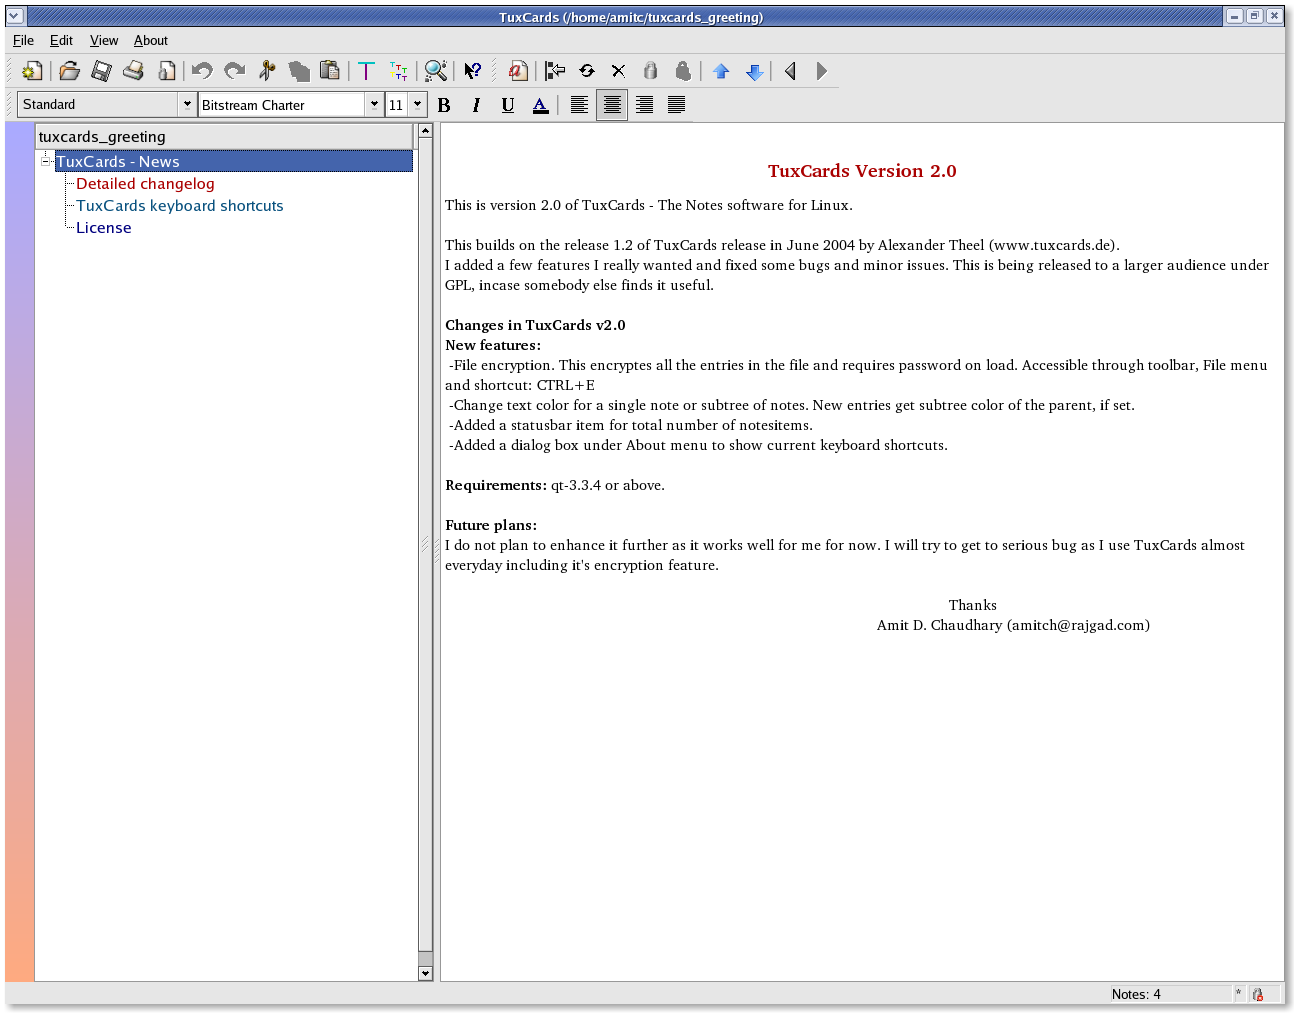 TuxCards (/home/amitc/tuxcards_greeting)
File Edit View About
Standard Bitstream Charter 11 B I U A
tuxcards_greeting
TuxCards - News
Detailed changelog
TuxCards keyboard shortcuts
License
TuxCards Version 2.0
This is version 2.0 of TuxCards - The Notes software for Linux.
This builds on the release 1.2 of TuxCards release in June 2004 by Alexander Theel (www.tuxcards.de).
I added a few features I really wanted and fixed some bugs and minor issues. This is being released to a larger audience under
GPL, incase somebody else finds it useful.
Changes in TuxCards v2.0
New features:
-File encryption. This encryptes all the entries in the file and requires password on load. Accessible through toolbar, File menu
and shortcut: CTRL+E
-Change text color for a single note or subtree of notes. New entries get subtree color of the parent, if set.
-Added a statusbar item for total number of notesitems.
-Added a dialog box under About menu to show current keyboard shortcuts.
Requirements: qt-3.3.4 or above.
Future plans:
I do not plan to enhance it further as it works well for me for now. I will try to get to serious bug as I use TuxCards almost
everyday including it's encryption feature.
Thanks
Amit D. Chaudhary (amitch@rajgad.com)
Notes: 4 *